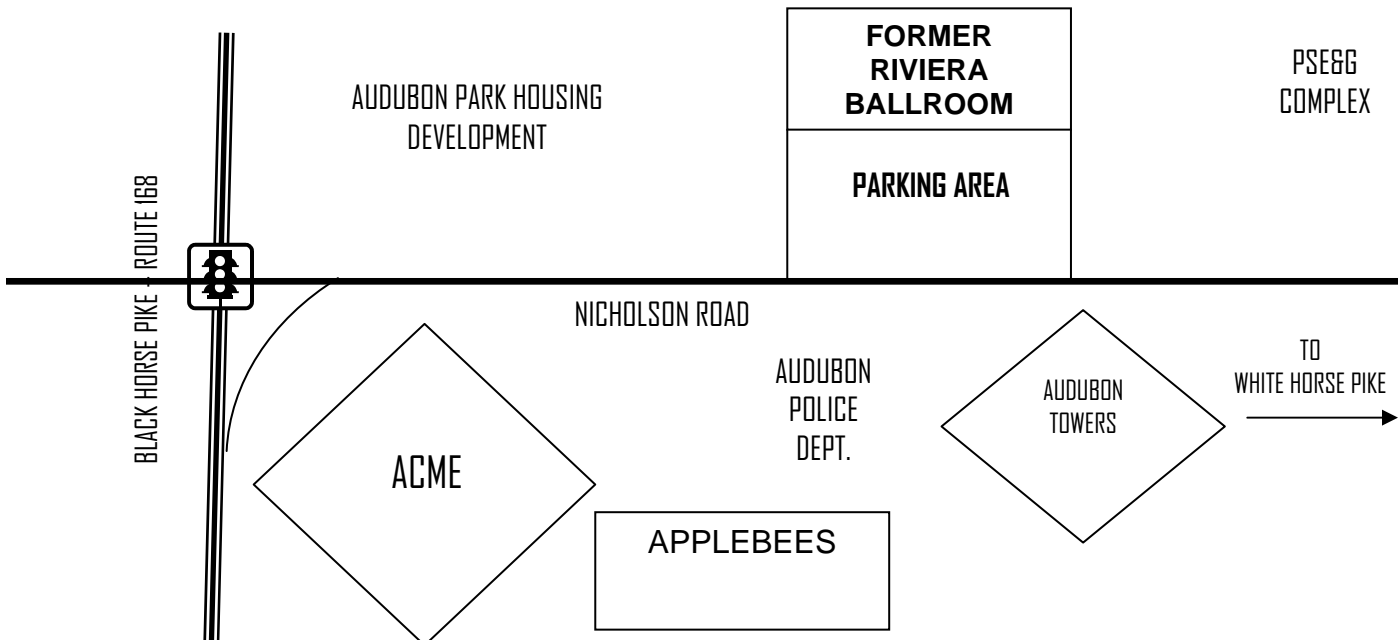 FORMER
RIVIERA
BALLROOM
PARKING AREA
PSE&G
COMPLEX
AUDUBON PARK HOUSING
DEVELOPMENT
BLACK HORSE PIKE - ROUTE 168
NICHOLSON ROAD
AUDUBON
POLICE
DEPT.
AUDUBON
TOWERS
TO
WHITE HORSE PIKE
ACME
APPLEBEES